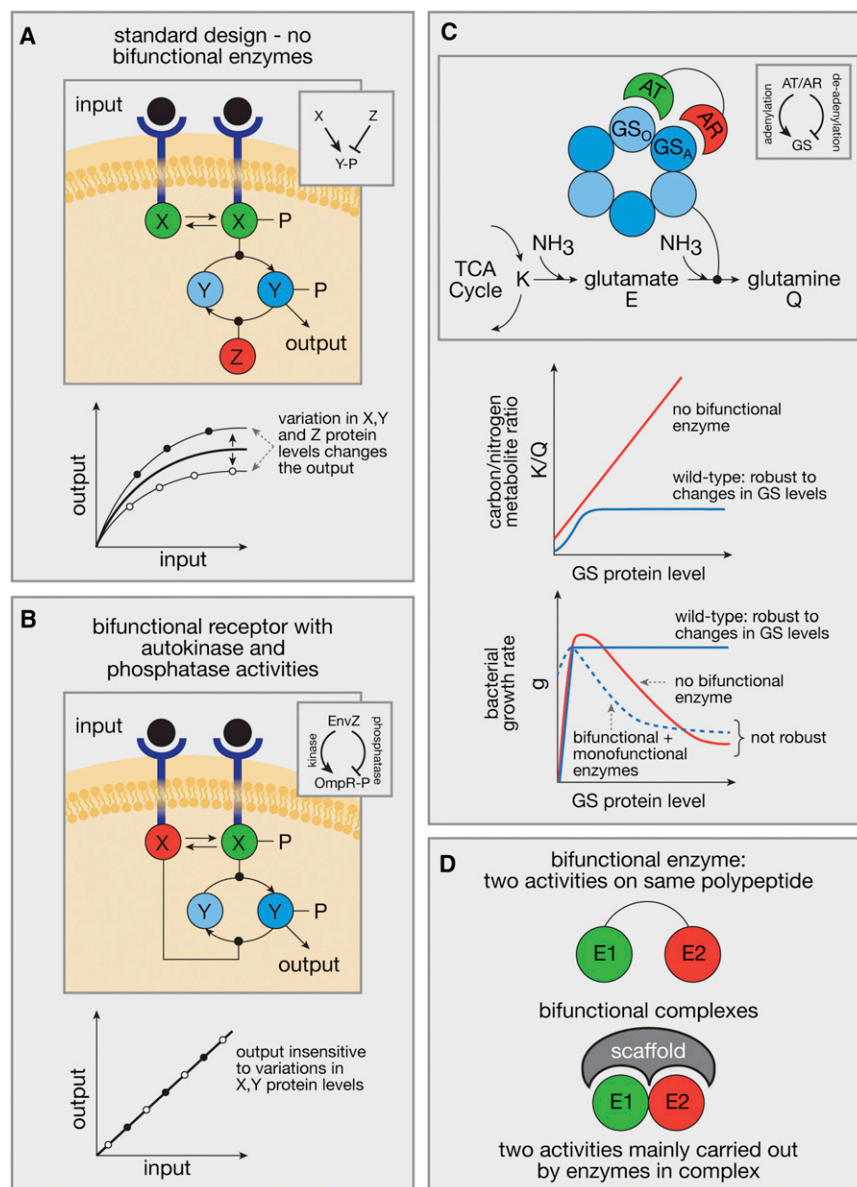 A
standard design - no
bifunctional enzymes
input
X Z
Y-P
X X P
Y Y P
output
Z
output
variation in X,Y
and Z protein
levels changes
the output
input
B
bifunctional receptor with
autokinase and
phosphatase activities
input
EnvZ
kinase
phosphatase
OmpR-P
X X P
Y Y P
output
output
output insensitive
to variations in
X,Y protein levels
input
C
AT
AR
GSO
GSA
AT/AR
adenylation
de-adenylation
GS
TCA
Cycle
K
NH3
glutamate
E
NH3
glutamine
Q
carbon/nitrogen
metabolite ratio
K/Q
no bifunctional
enzyme
wild-type: robust to
changes in GS levels
GS protein level
bacterial
growth rate
g
wild-type: robust to
changes in GS levels
no bifunctional
enzyme
bifunctional +
monofunctional
enzymes
not robust
GS protein level
D
bifunctional enzyme:
two activities on same polypeptide
E1 E2
bifunctional complexes
scaffold
E1 E2
two activities mainly carried out
by enzymes in complex